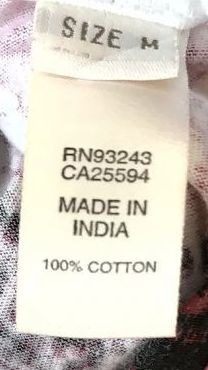 SIZE M
RN93243
CA25594
MADE IN
INDIA
100% COTTON